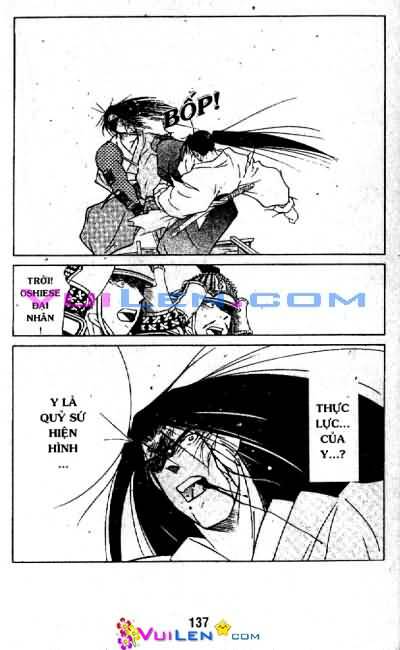 BỐP!
TRỜI!
OSHIESE
ĐẠI
NHÂN
!
VUILEN.COM
THỰC
LỰC...
CỦA
Y...?
Y LÀ
QUỶ SỨ
HIỆN
HÌNH
...
137
VUILEN.COM